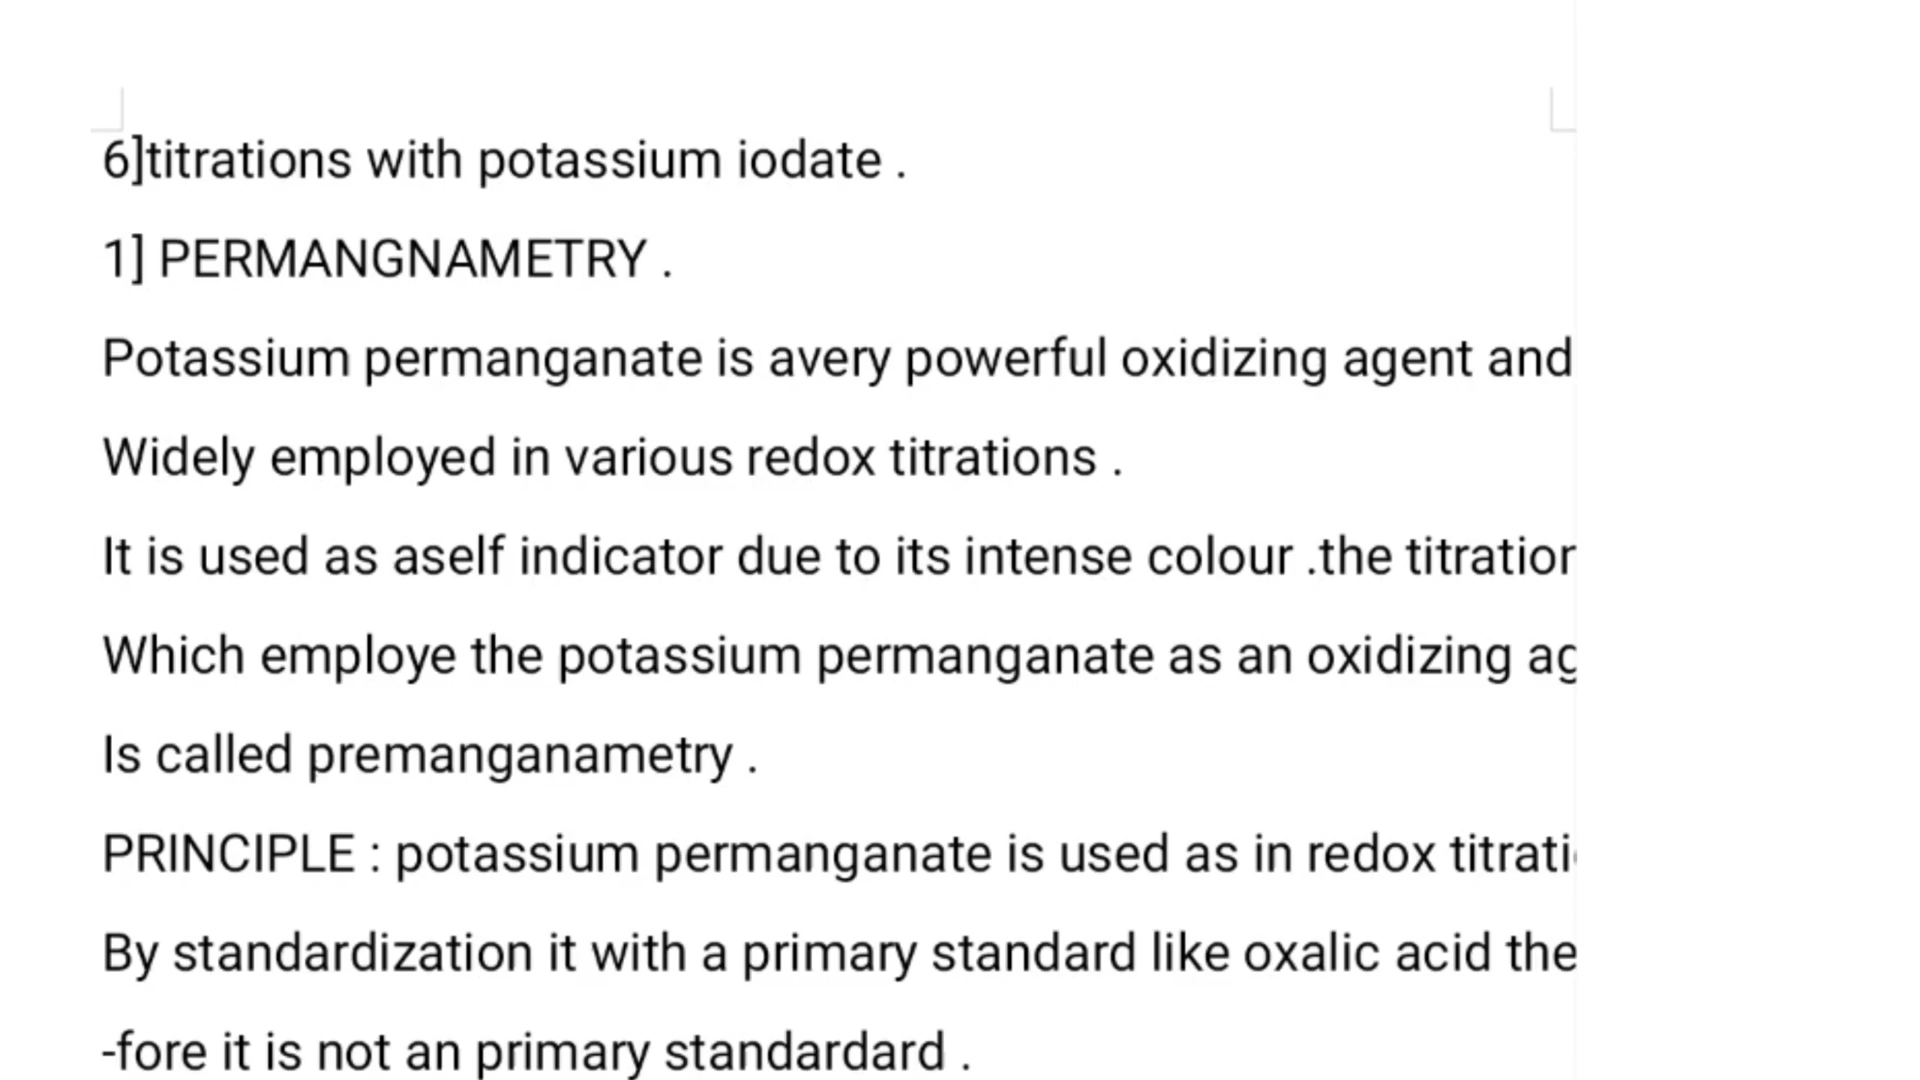 6]titrations with potassium iodate .
1] PERMANGNAMETRY .
Potassium permanganate is avery powerful oxidizing agent and
Widely employed in various redox titrations .
It is used as aself indicator due to its intense colour .the
Which employe the potassium permanganate as an oxidizing
Is called premanganametry .
PRINCIPLE : potassium permanganate is used as in redox
By standardization it with a primary standard like oxalic acid the
-fore it is not an primary standardard .